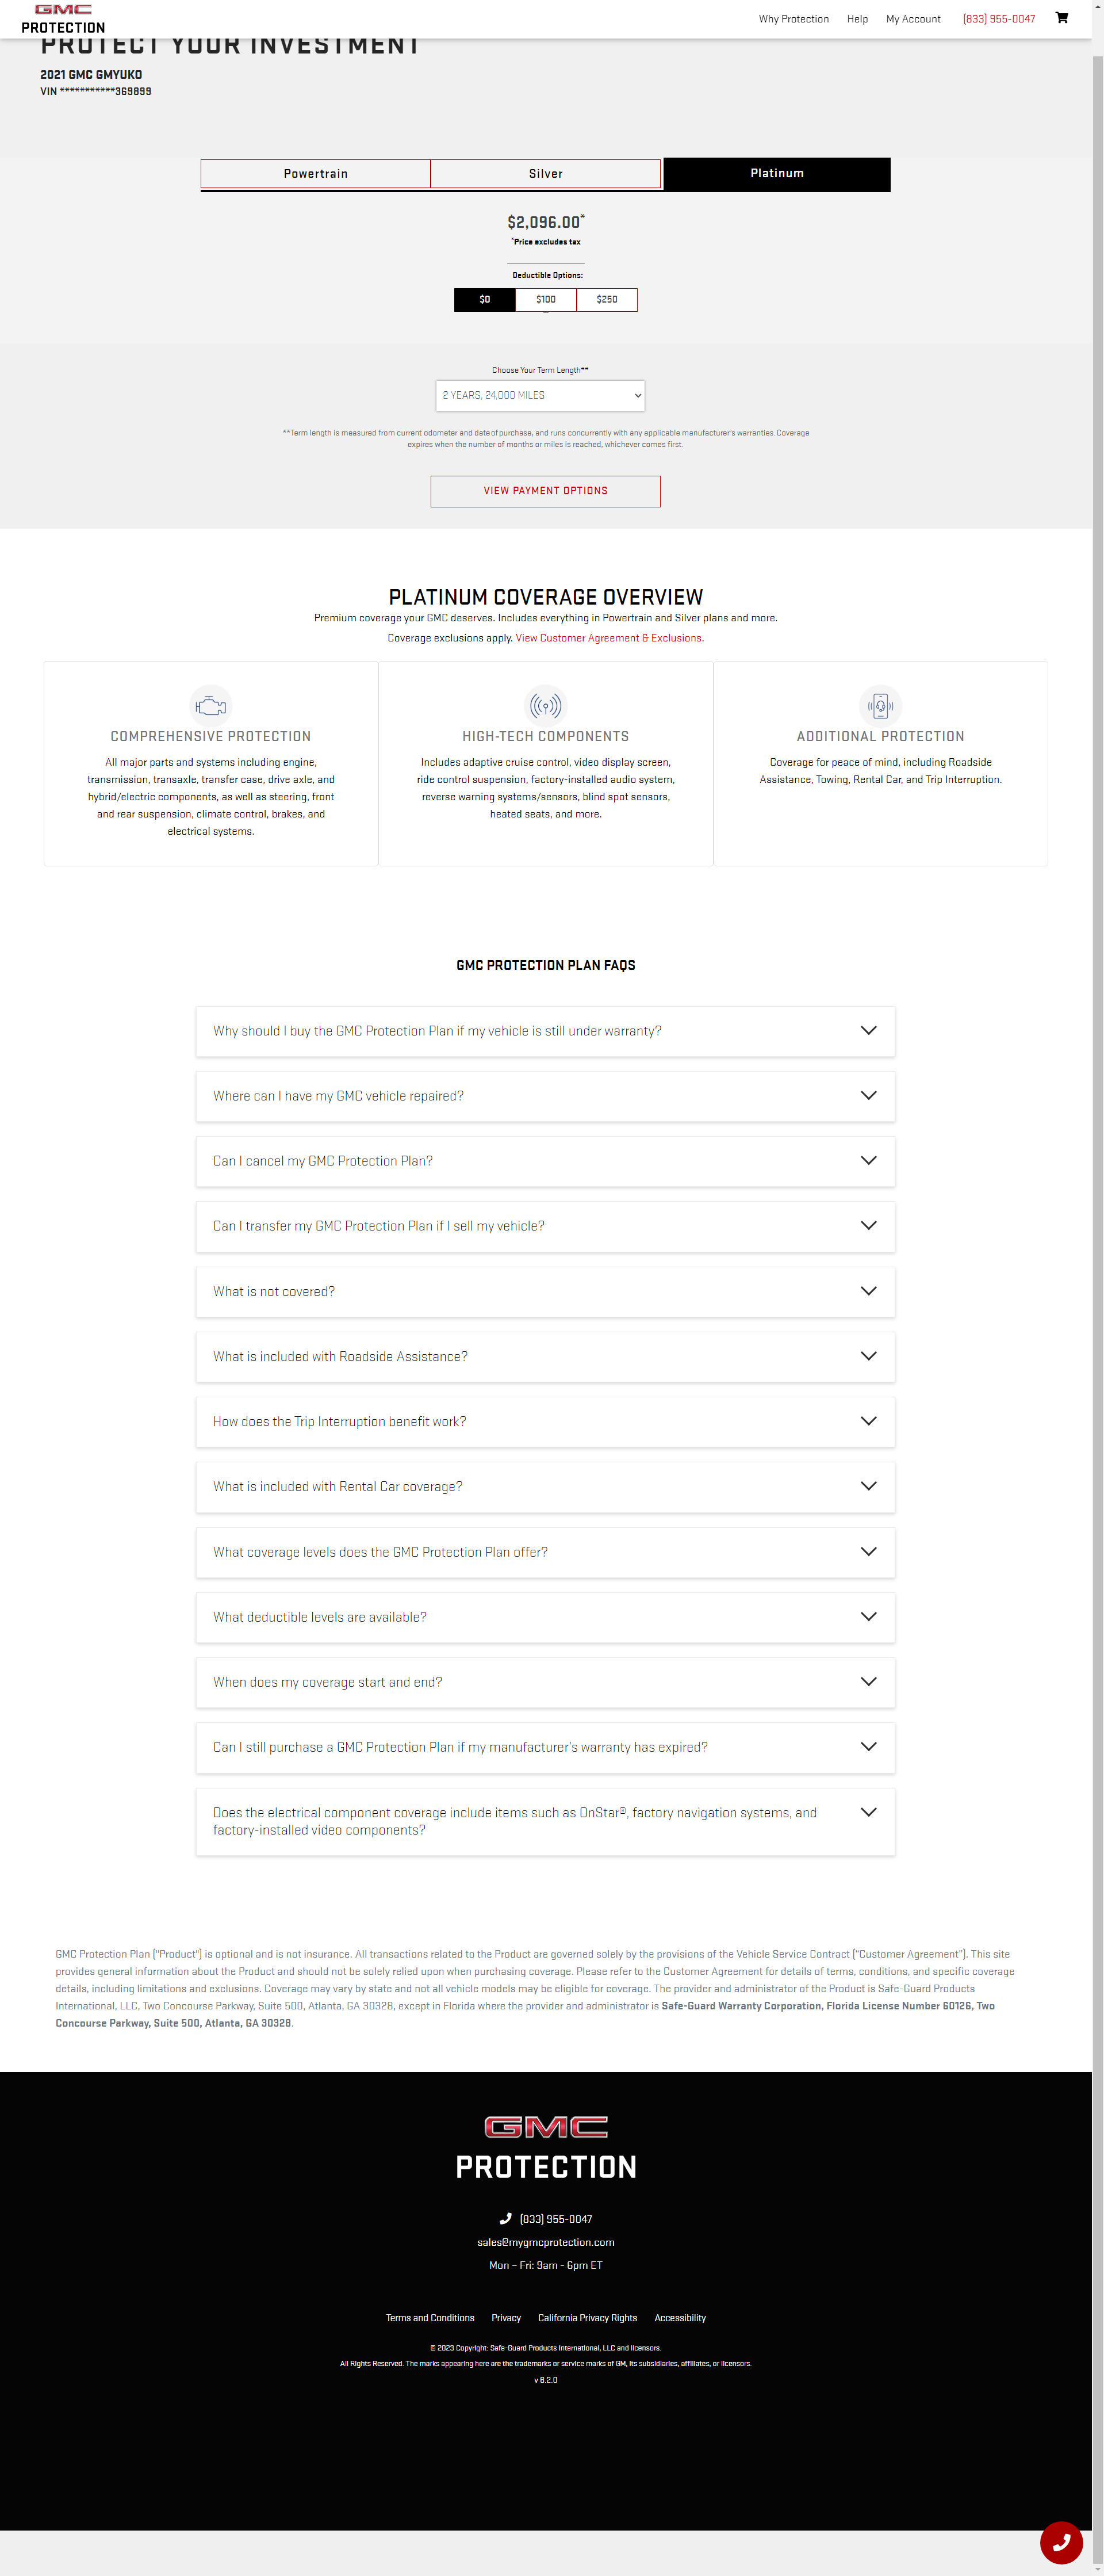 GMC
PROTECTION
Why Protection
Help
My Account
(833) 955-0047
PROTECT YOUR INVESTMENT
2021 GMC GMYUKO
VIN ***********369899
Powertrain
Silver
Platinum
$2,096.00*
*Price excludes tax
Deductible Options:
$0
$100
$250
Choose Your Term Length**
2 YEARS, 24,000 MILES
**Term length is measured from current odometer and date of purchase, and runs concurrently with any applicable manufacturer's warranties. Coverage
expires when the number of months or miles is reached, whichever comes first.
VIEW PAYMENT OPTIONS
PLATINUM COVERAGE OVERVIEW
Premium coverage your GMC deserves. Includes everything in Powertrain and Silver plans and more.
Coverage exclusions apply. View Customer Agreement & Exclusions.
COMPREHENSIVE PROTECTION
All major parts and systems including engine,
transmission, transaxle, transfer case, drive axle, and
hybrid/electric components, as well as steering, front
and rear suspension, climate control, brakes, and
electrical systems.
HIGH-TECH COMPONENTS
Includes adaptive cruise control, video display screen,
ride control suspension, factory-installed audio system,
reverse warning systems/sensors, blind spot sensors,
heated seats, and more.
ADDITIONAL PROTECTION
Coverage for peace of mind, including Roadside
Assistance, Towing, Rental Car, and Trip Interruption.
GMC PROTECTION PLAN FAQS
Why should I buy the GMC Protection Plan if my vehicle is still under warranty?
Where can I have my GMC vehicle repaired?
Can I cancel my GMC Protection Plan?
Can I transfer my GMC Protection Plan if I sell my vehicle?
What is not covered?
What is included with Roadside Assistance?
How does the Trip Interruption benefit work?
What is included with Rental Car coverage?
What coverage levels does the GMC Protection Plan offer?
What deductible levels are available?
When does my coverage start and end?
Can I still purchase a GMC Protection Plan if my manufacturer's warranty has expired?
Does the electrical component coverage include items such as OnStar®, factory navigation systems, and
factory-installed video components?
GMC Protection Plan ("Product") is optional and is not insurance. All transactions related to the Product are governed solely by the provisions of the Vehicle Service Contract ("Customer Agreement"). This site
provides general information about the Product and should not be solely relied upon when purchasing coverage. Please refer to the Customer Agreement for details of terms, conditions, and specific coverage
details, including limitations and exclusions. Coverage may vary by state and not all vehicle models may be eligible for coverage. The provider and administrator of the Product is Safe-Guard Products
International, LLC, Two Concourse Parkway, Suite 500, Atlanta, GA 30328, except in Florida where the provider and administrator is Safe-Guard Warranty Corporation, Florida License Number 60126, Two
Concourse Parkway, Suite 500, Atlanta, GA 30328.
GMC
PROTECTION
(833) 955-0047
sales@mygmcprotection.com
Mon – Fri: 9am - 6pm ET
Terms and Conditions
Privacy
California Privacy Rights
Accessibility
© 2023 Copyright: Safe-Guard Products International, LLC and licensors.
All Rights Reserved. The marks appearing here are the trademarks or service marks of GM, its subsidiaries, affiliates, or licensors.
v 6.2.0